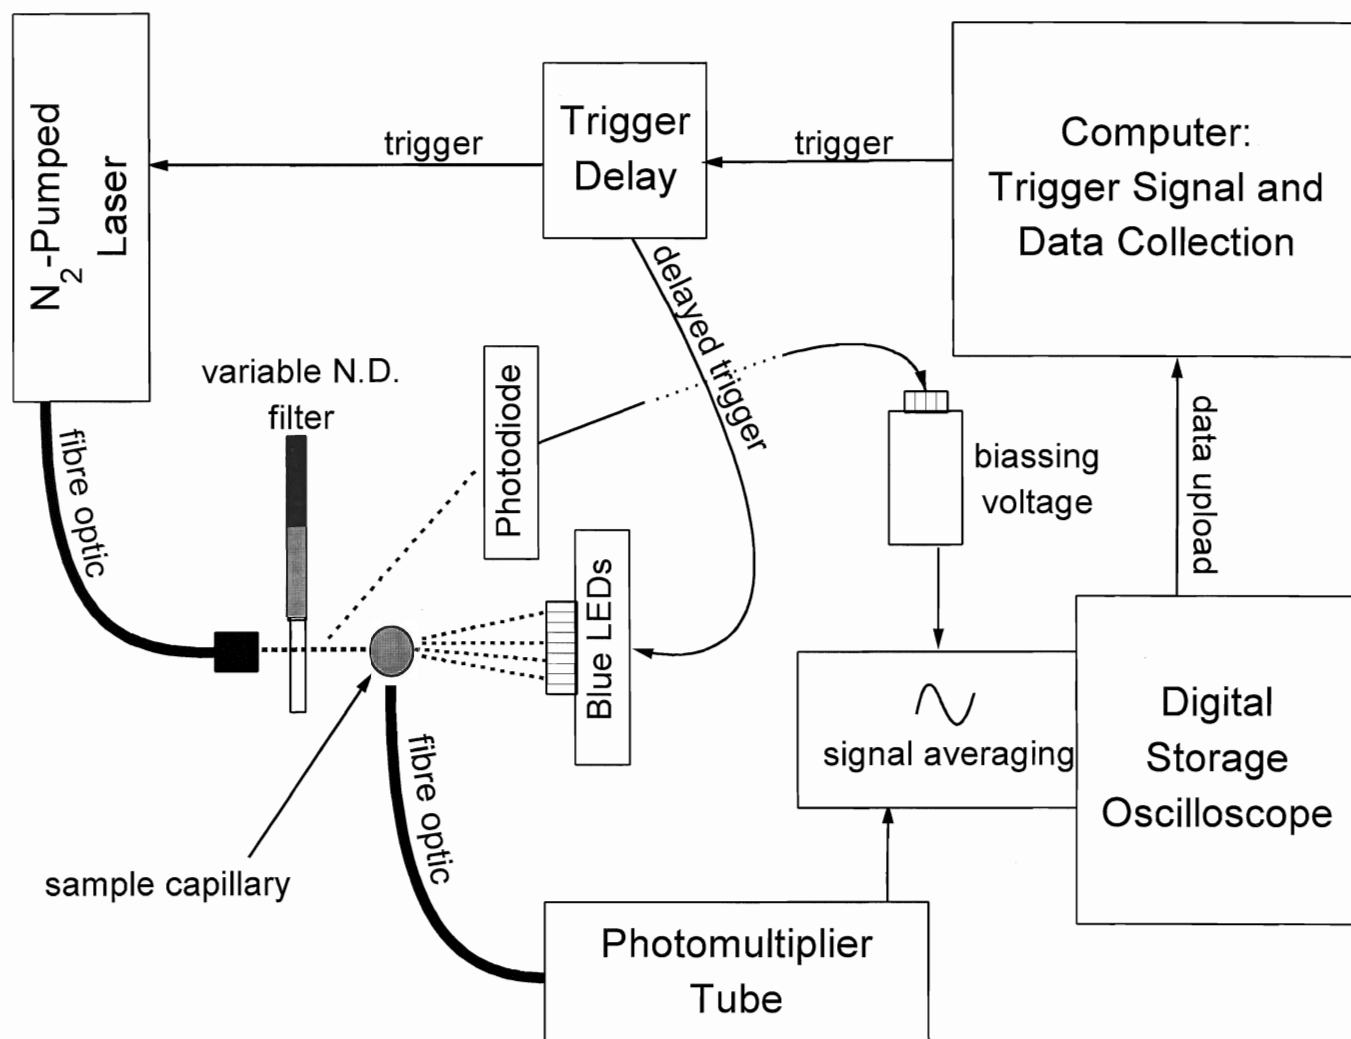 N2-Pumped
Laser
trigger
Trigger
Delay
trigger
Computer:
Trigger Signal and
Data Collection
variable N.D.
filter
fibre optic
Photodiode
delayed trigger
biassing
voltage
data upload
Blue LEDs
signal averaging
Digital
Storage
Oscilloscope
fibre optic
sample capillary
Photomultiplier
Tube